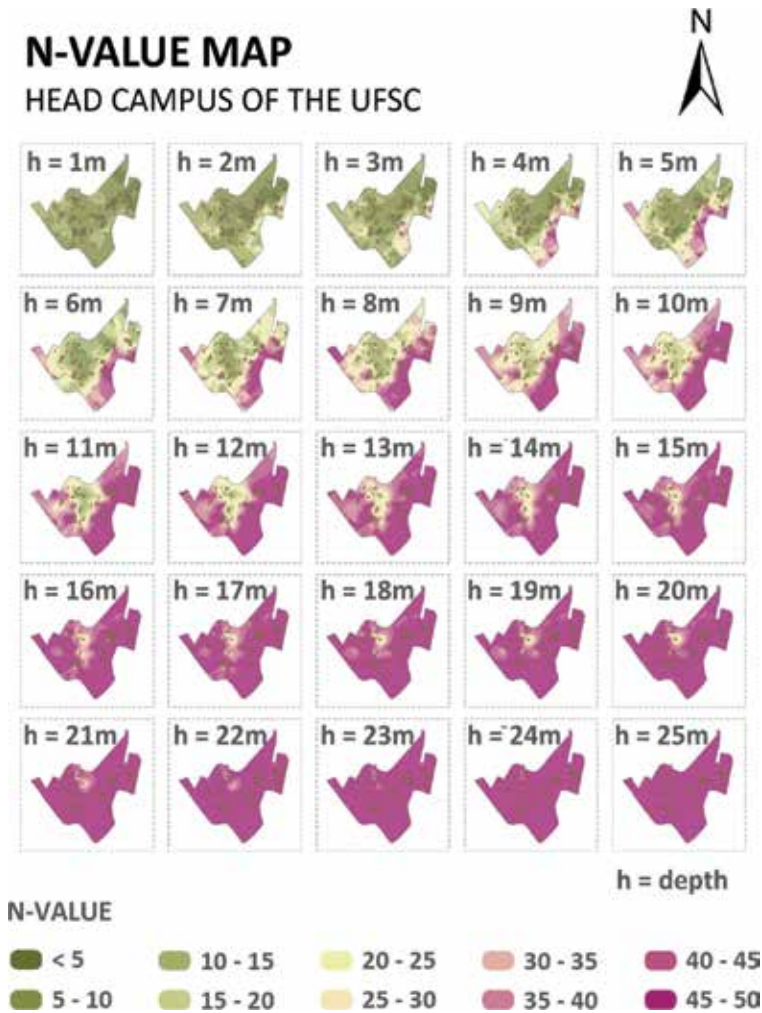 N-VALUE MAP
N
HEAD CAMPUS OF THE UFSC
h = 1m h = 2m h = 3m h = 4m h = 5m
h = 6m h = 7m h = 8m h = 9m h = 10m
h = 11m h = 12m h = 13m h = 14m h = 15m
h = 16m h = 17m h = 18m h = 19m h = 20m
h = 21m h = 22m h = 23m h = 24m h = 25m
h = depth
N-VALUE
< 5 10 - 15 20 - 25 30 - 35 40 - 45
5 - 10 15 - 20 25 - 30 35 - 40 45 - 50